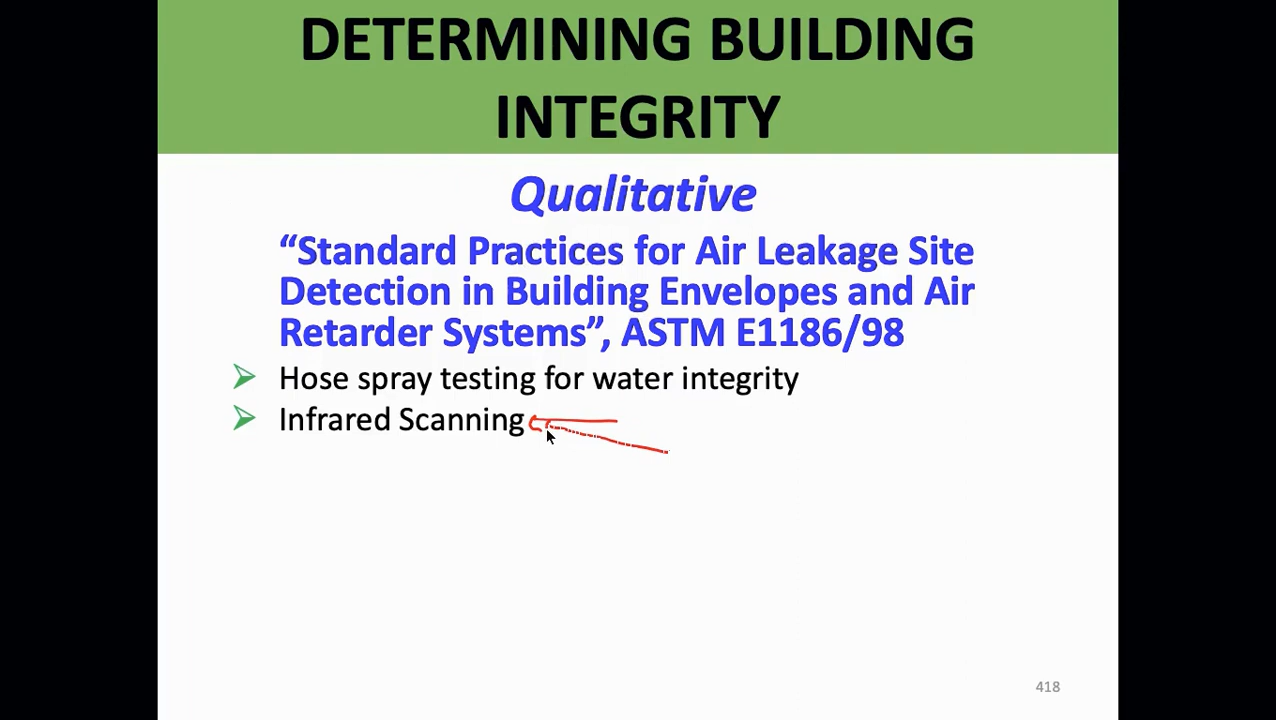 DETERMINING BUILDING
INTEGRITY
Qualitative
“Standard Practices for Air Leakage Site
Detection in Building Envelopes and Air
Retarder Systems”, ASTM E1186/98
Hose spray testing for water integrity
Infrared Scanning
418